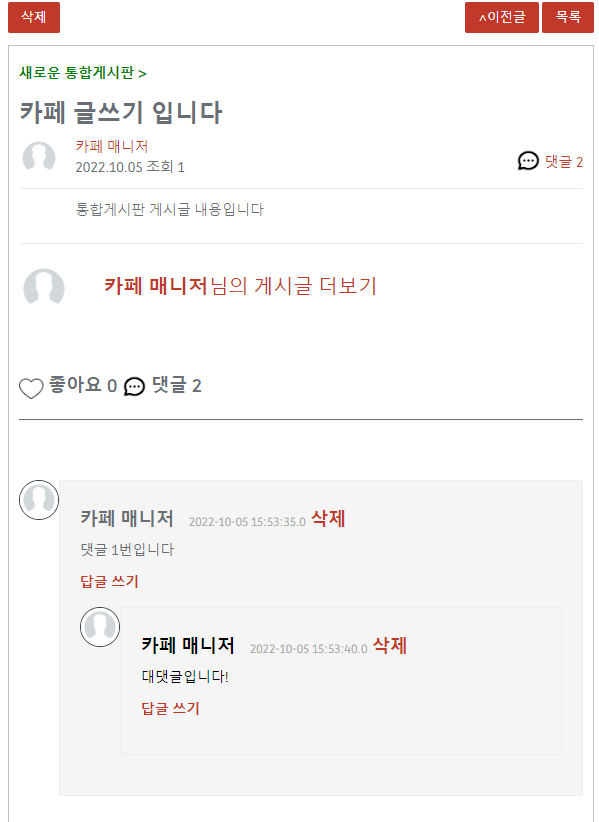 삭제 ^이전글 목록
새로운 통합게시판 >
카페 글쓰기 입니다
카페 매니저
2022.10.05 조회 1 댓글 2
통합게시판 게시글 내용입니다
카페 매니저님의 게시글 더보기
좋아요 0 댓글 2
카페 매니저 2022-10-05 15:53:35.0 삭제
댓글 1번입니다
답글 쓰기
카페 매니저 2022-10-05 15:53:40.0 삭제
대댓글입니다!
답글 쓰기